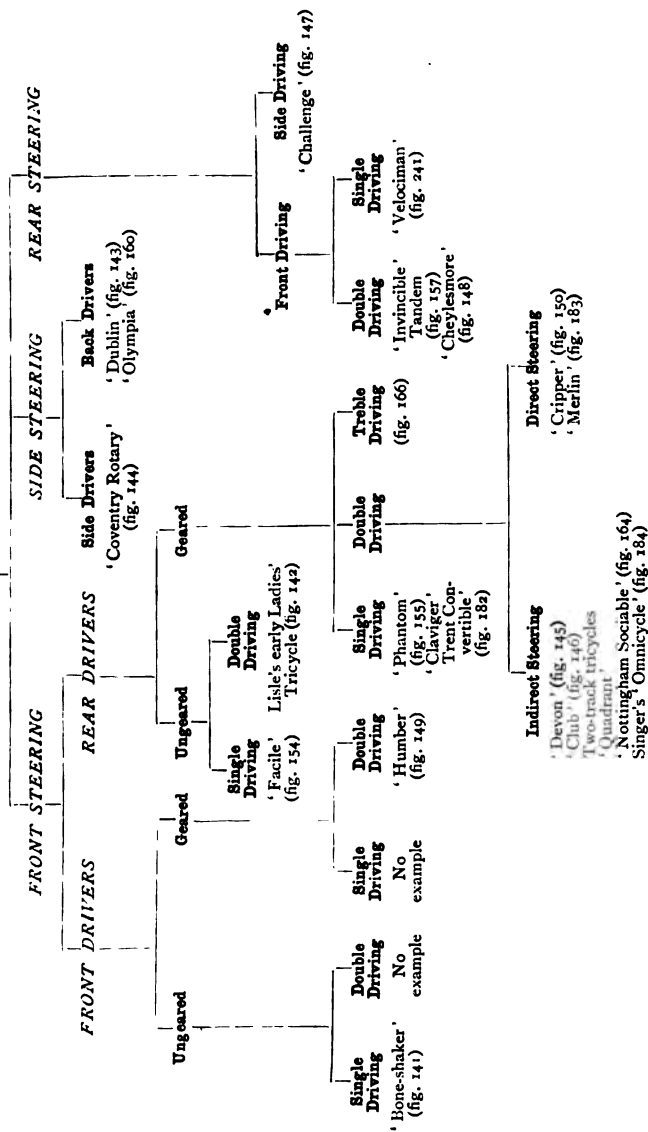 FRONT STEERING
SIDE STEERING
REAR STEERING
FRONT DRIVERS
REAR DRIVERS
Side Drivers
'Coventry Rotary'
(fig. 144)
Back Drivers
'Dublin' (fig. 143)
'Olympia' (fig. 160)
Front Driving
Side Driving
'Challenge' (fig. 147)
Ungeared
Geared
Ungeared
Geared
Single
Driving
'Facile'
(fig. 154)
Double
Driving
Lisle's early Ladies'
Tricycle (fig. 142)
Single
Driving
'Bone-shaker'
(fig. 141)
Double
Driving
No
example
Single
Driving
No
example
Double
Driving
'Humber'
(fig. 149)
Single
Driving
'Phantom'
(fig. 155)
'Claviger'
Trent Con-
vertible'
(fig. 182)
Double
Driving
Treble
Driving
(fig. 166)
Double
Driving
'Invincible'
Tandem
(fig. 157)
'Cheylesmore'
(fig. 148)
Single
Driving
'Velociman'
(fig. 241)
Indirect Steering
'Devon' (fig. 145)
'Club' (fig. 146)
Two-track tricycles
'Quadrant'
'Nottingham Sociable' (fig. 164)
Singer's 'Omnicycle' (fig. 184)
Direct Steering
'Cripper' (fig. 150)
'Merlin' (fig. 183)